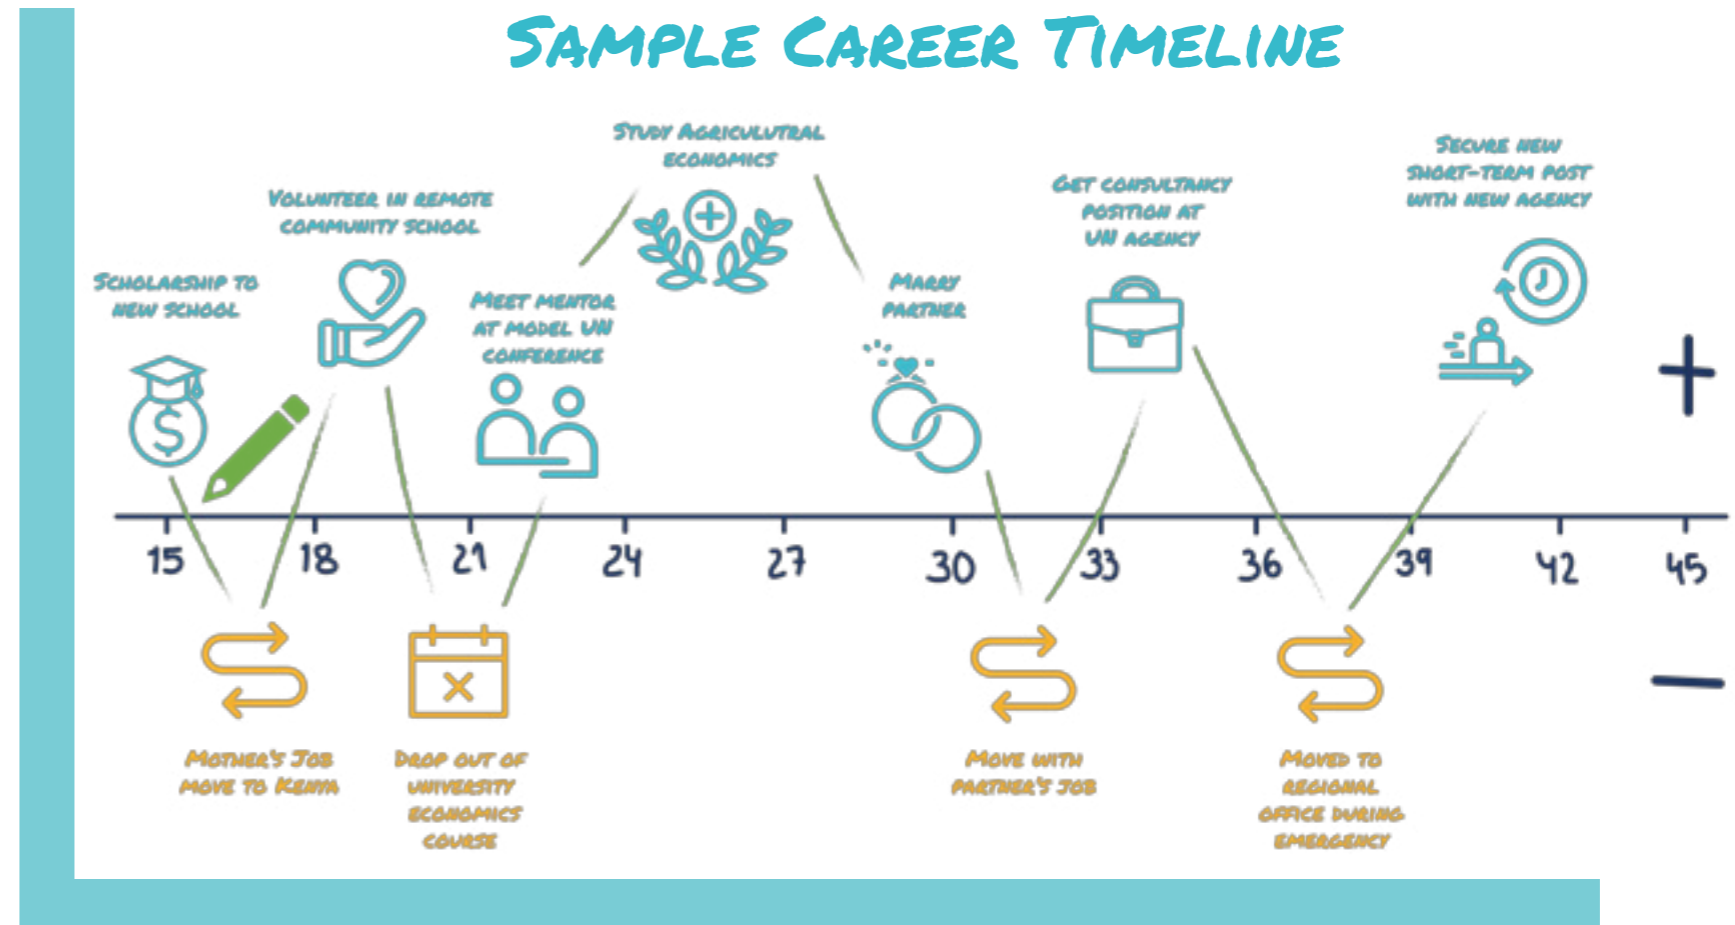 Sample Career Timeline
Study Agriculutral
economics
Secure new
short-term post
with new agency
Get consultancy
position at
UN agency
Volunteer in remote
community school
Scholarship to
new school
Meet mentor
at model UN
conference
Marry
partner
$
+
15 18 21 24 27 30 33 36 39 42 45
-
Mother's Job
move to Kenya
Drop out of
university
economics
course
Move with
partner's job
Moved to
regional
office during
emergency